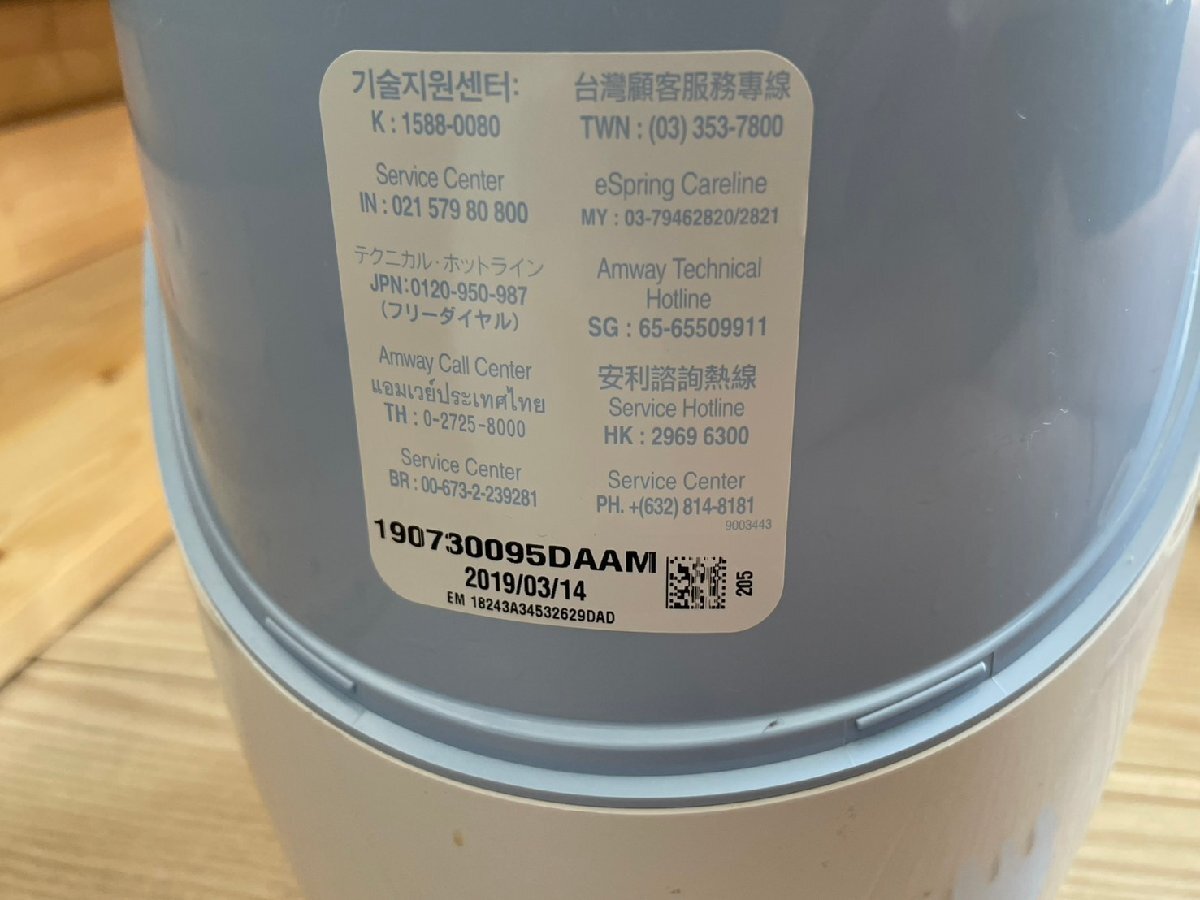 기술지원센터:
K : 1588-0080
Service Center
IN : 021 579 80 800
テクニカル・ホットライン
JPN:0120-950-987
(フリーダイヤル)
Amway Call Center
แอมเวย์ประเทศไทย
TH : 0-2725-8000
Service Center
BR : 00-673-2-239281
台灣顧客服務專線
TWN : (03) 353-7800
eSpring Careline
MY : 03-79462820/2821
Amway Technical
Hotline
SG : 65-65509911
安利諮詢熱線
Service Hotline
HK : 2969 6300
Service Center
PH. +(632) 814-8181
9003443
190730095DAAM
2019/03/14
EM 18243A34532629DAD
205